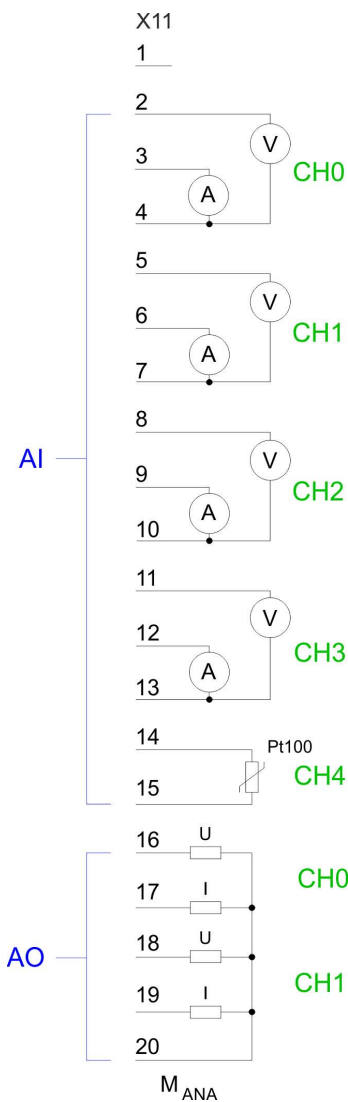 X11
1
2
V
3
CH0
A
4
5
V
6
CH1
A
7
8
V
AI
9
CH2
A
10
11
V
12
CH3
A
13
14
Pt100
CH4
15
16 U
CH0
17 I
18 U
AO
CH1
19 I
20
M ANA